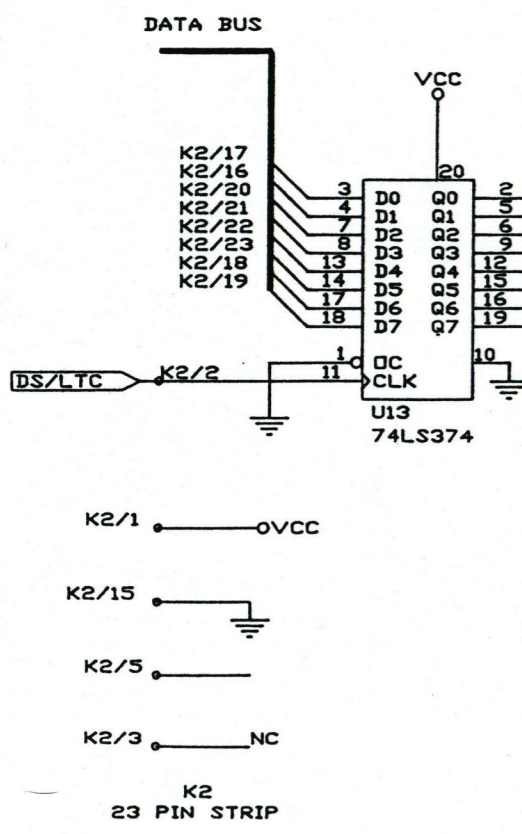 DATA BUS
VCC
K2/17
K2/16
K2/20
K2/21
K2/22
K2/23
K2/18
K2/19
20
3 D0 Q0 2
4 D1 Q1 5
7 D2 Q2 6
8 D3 Q3 9
13 D4 Q4 12
14 D5 Q5 15
17 D6 Q6 16
18 D7 Q7 19
1 OC 10
DS/LTC K2/2 11 CLK
U13
74LS374
K2/1 VCC
K2/15
K2/5
K2/3 NC
K2
23 PIN STRIP